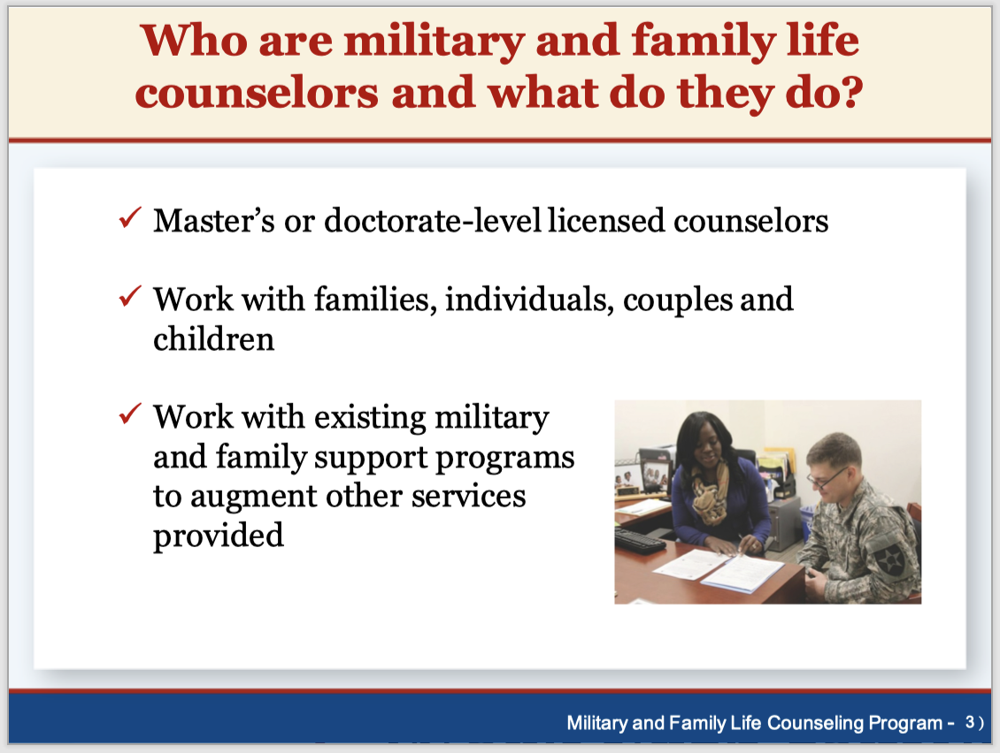 Who are military and family life
counselors and what do they do?
✓ Master’s or doctorate-level licensed counselors
✓ Work with families, individuals, couples and
children
✓ Work with existing military
and family support programs
to augment other services
provided
Military and Family Life Counseling Program - 3 )